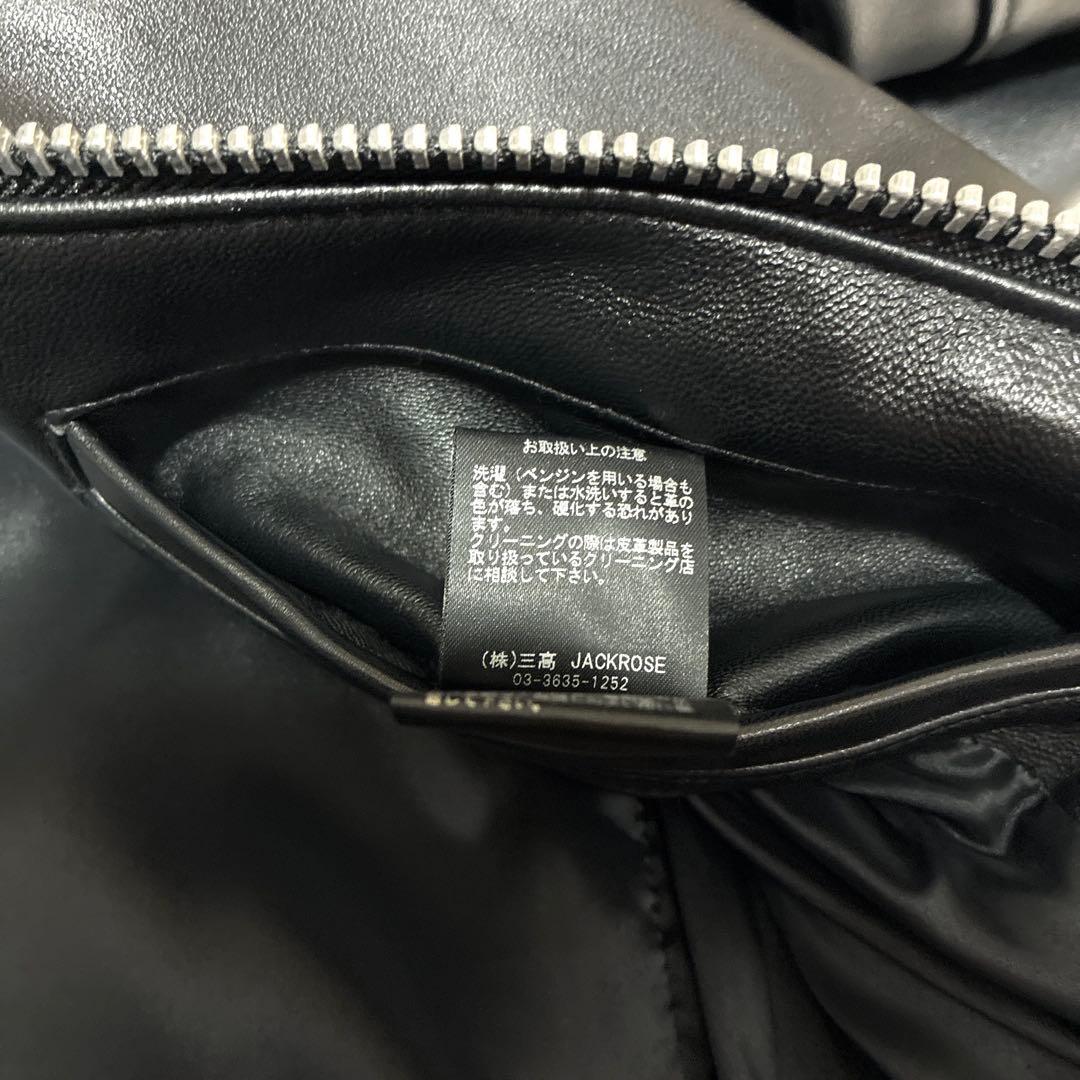 お取扱い上の注意
洗濯(ベンジンを用いる場合も
含む)または水洗いすると革の
色が落ち、硬化する恐れがあり
ます。
クリーニングの際は皮革製品を
取り扱っているクリーニング店
に相談して下さい。
(株)三高 JACKROSE
03-3635-1252